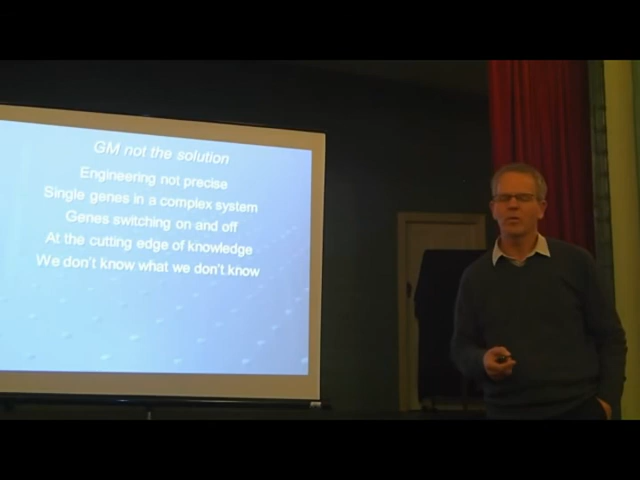 GM not the solution
Engineering not precise
Single genes in a complex system
Genes switching on and off
At the cutting edge of knowledge
We don't know what we don't know